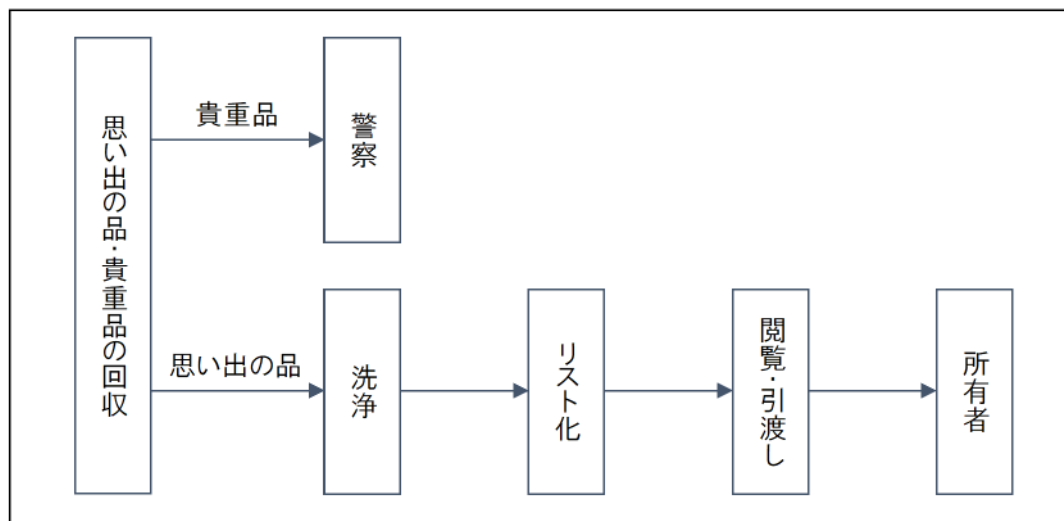 思い出の品・貴重品の回収
貴重品
警察
思い出の品
洗浄
リスト化
閲覧・引渡し
所有者